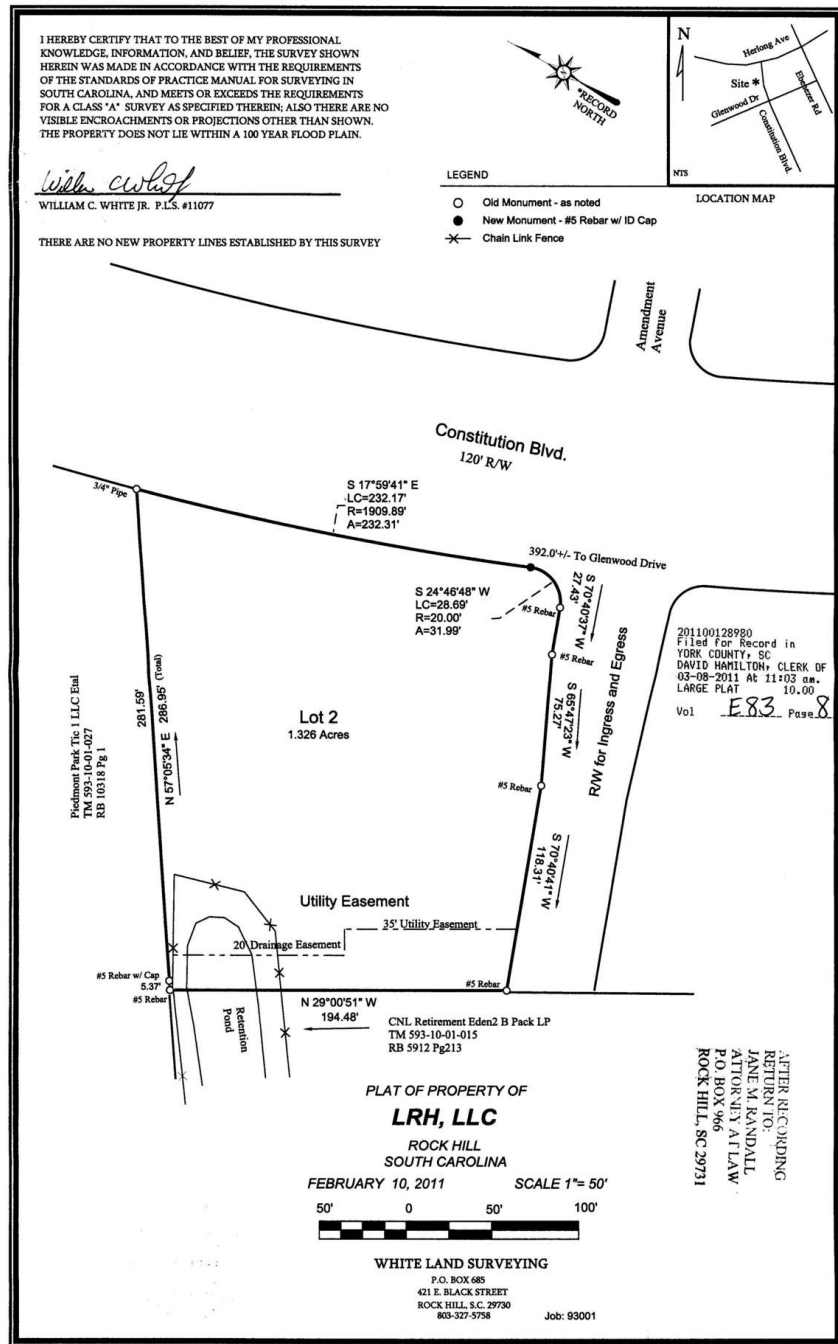 I HEREBY CERTIFY THAT TO THE BEST OF MY PROFESSIONAL
KNOWLEDGE, INFORMATION, AND BELIEF, THE SURVEY SHOWN
HEREIN WAS MADE IN ACCORDANCE WITH THE REQUIREMENTS
OF THE STANDARDS OF PRACTICE MANUAL FOR SURVEYING IN
SOUTH CAROLINA, AND MEETS OR EXCEEDS THE REQUIREMENTS
FOR A CLASS "A" SURVEY AS SPECIFIED THEREIN; ALSO THERE ARE NO
VISIBLE ENCROACHMENTS OR PROJECTIONS OTHER THAN SHOWN.
THE PROPERTY DOES NOT LIE WITHIN A 100 YEAR FLOOD PLAIN.
WILLIAM C. WHITE JR. P.L.S. #11077
THERE ARE NO NEW PROPERTY LINES ESTABLISHED BY THIS SURVEY
*RECORD
NORTH
LEGEND
Old Monument - as noted
New Monument - #5 Rebar w/ ID Cap
Chain Link Fence
N
Herlong Ave
Site *
Ebenezer Rd
Glenwood Dr
Constitution Blvd.
NTS
LOCATION MAP
Amendment
Avenue
Constitution Blvd.
120' R/W
3/4" Pipe
S 17°59'41" E
LC=232.17'
R=1909.89'
A=232.31'
392.0'+/- To Glenwood Drive
S 24°46'48" W
LC=28.69'
R=20.00'
A=31.99'
#5 Rebar
S 70°40'37" W
27.43'
#5 Rebar
S 65°47'23" W
75.27'
R/W for Ingress and Egress
201100128980
Filed for Record in
YORK COUNTY, SC
DAVID HAMILTON, CLERK OF
03-08-2011 At 11:03 am.
LARGE PLAT 10.00
Vol E83 Page 8
Piedmont Park Tic 1 LLC Etal
TM 593-10-01-027
RB 10318 Pg 1
281.59'
N 57°05'34" E 286.95' (Total)
Lot 2
1.326 Acres
#5 Rebar
S 70°40'41" W
118.31'
Utility Easement
35' Utility Easement
20' Drainage Easement
#5 Rebar w/ Cap
5.37'
#5 Rebar
#5 Rebar
Retention
Pond
N 29°00'51" W
194.48'
CNL Retirement Eden2 B Pack LP
TM 593-10-01-015
RB 5912 Pg213
AFTER RECORDING
RETURN TO:
JANE M. RANDALL
ATTORNEY AT LAW
P.O. BOX 966
ROCK HILL, SC 29731
PLAT OF PROPERTY OF
LRH, LLC
ROCK HILL
SOUTH CAROLINA
FEBRUARY 10, 2011 SCALE 1"= 50'
50' 0 50' 100'
WHITE LAND SURVEYING
P.O. BOX 685
421 E. BLACK STREET
ROCK HILL, S.C. 29730
803-327-5758 Job: 93001